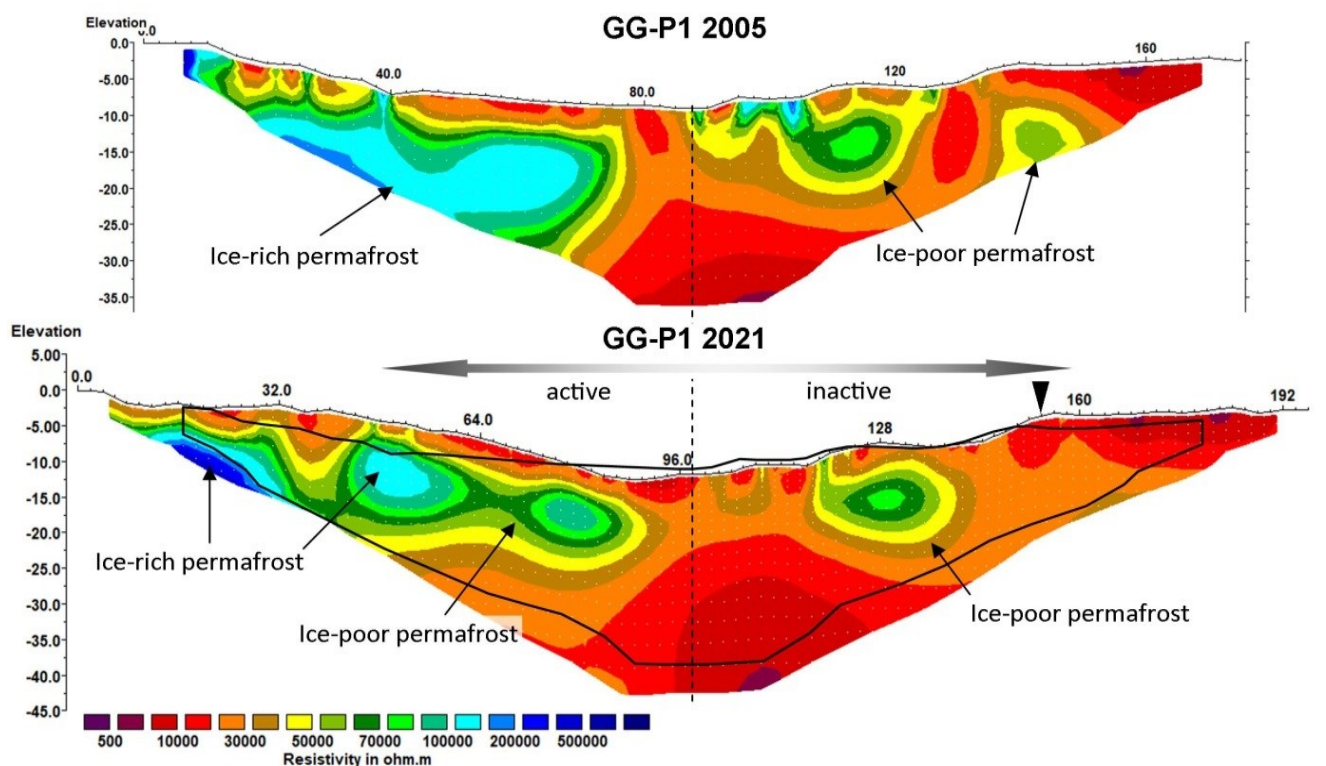 GG-P1 2005
Elevation
0.0
0.0
-5.00
-10.0
-15.0
-20.0
-25.0
-30.0
-35.0
40.0
80.0
120
160
Ice-rich permafrost
Ice-poor permafrost
GG-P1 2021
Elevation
5.00
0.0
-5.00
-10.0
-15.0
-20.0
-25.0
-30.0
-35.0
-40.0
-45.0
0.0
32.0
64.0
96.0
128
160
192
active
inactive
Ice-rich permafrost
Ice-poor permafrost
Ice-poor permafrost
500 10000 30000 50000 70000 100000 200000 500000
Resistivity in ohm.m